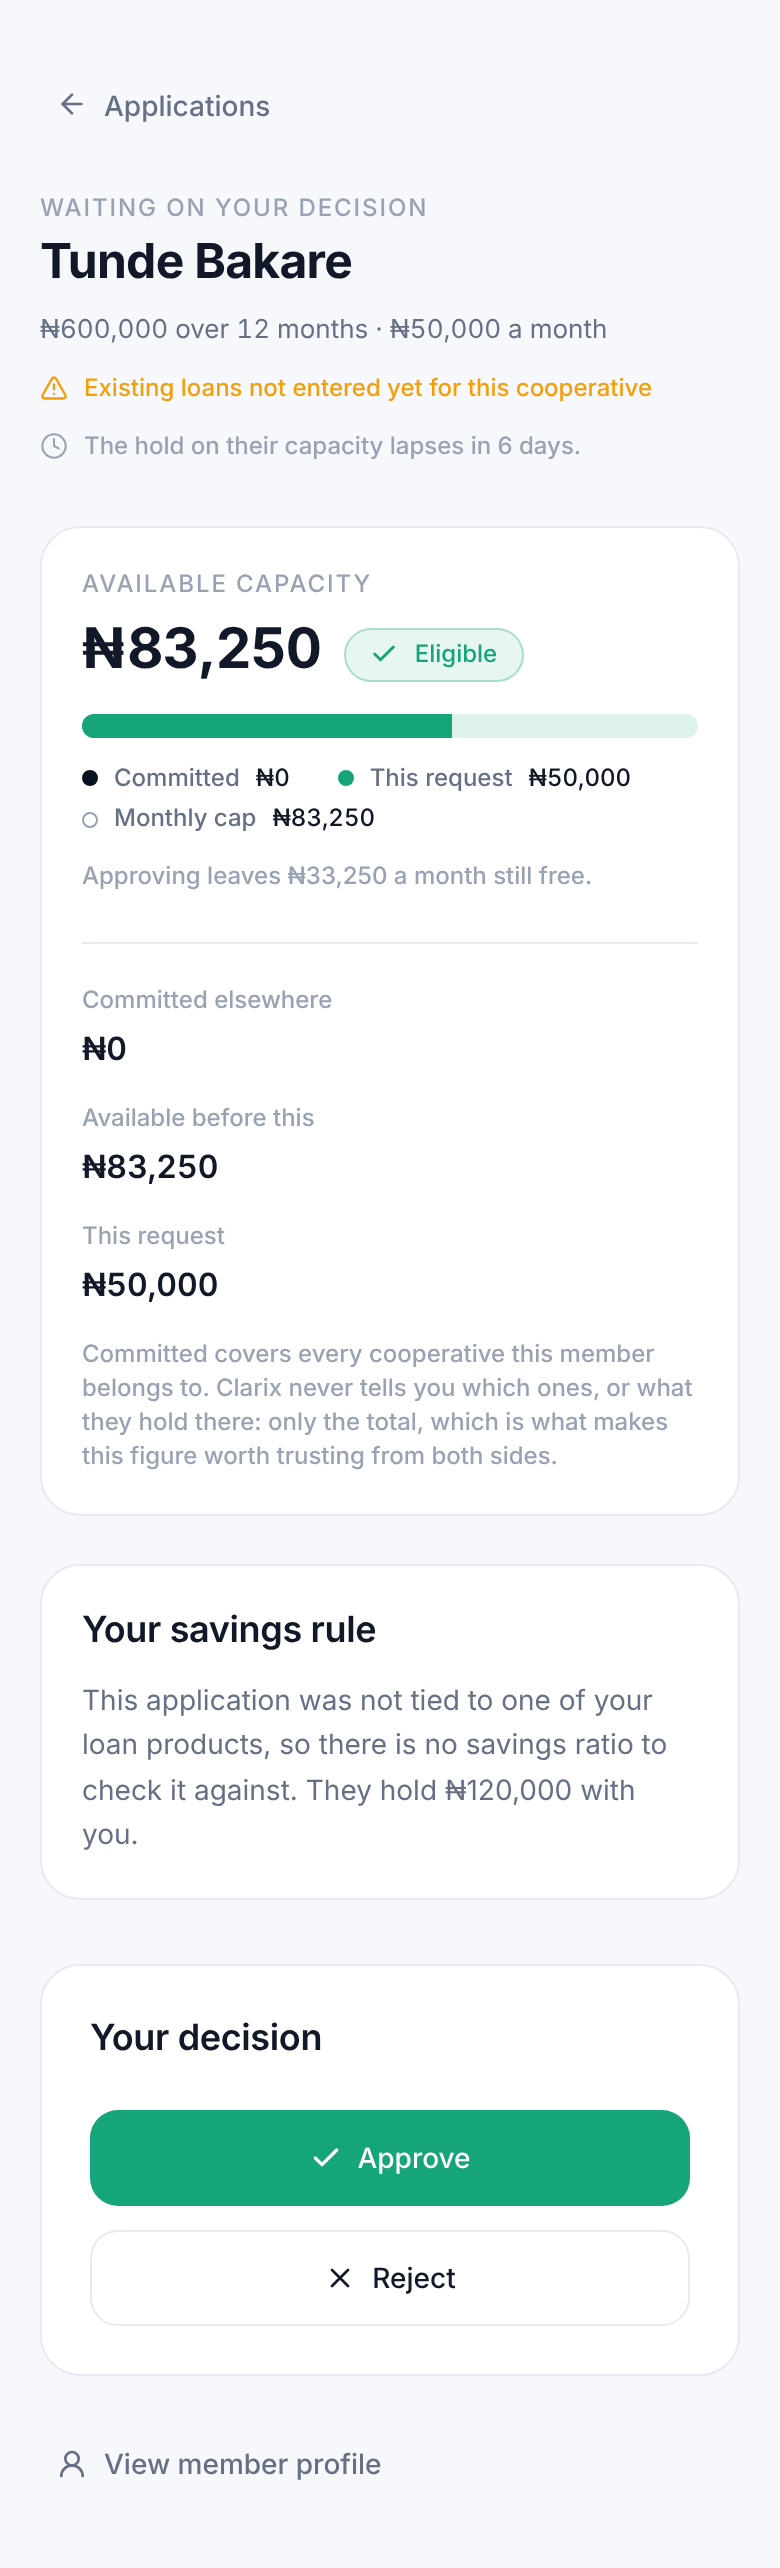 Applications
WAITING ON YOUR DECISION
Tunde Bakare
₦600,000 over 12 months · ₦50,000 a month
Existing loans not entered yet for this cooperative
The hold on their capacity lapses in 6 days.
AVAILABLE CAPACITY
₦83,250 Eligible
Committed ₦0 This request ₦50,000
Monthly cap ₦83,250
Approving leaves ₦33,250 a month still free.
Committed elsewhere
₦0
Available before this
₦83,250
This request
₦50,000
Committed covers every cooperative this member
belongs to. Clarix never tells you which ones, or what
they hold there: only the total, which is what makes
this figure worth trusting from both sides.
Your savings rule
This application was not tied to one of your
loan products, so there is no savings ratio to
check it against. They hold ₦120,000 with
you.
Your decision
Approve
Reject
View member profile